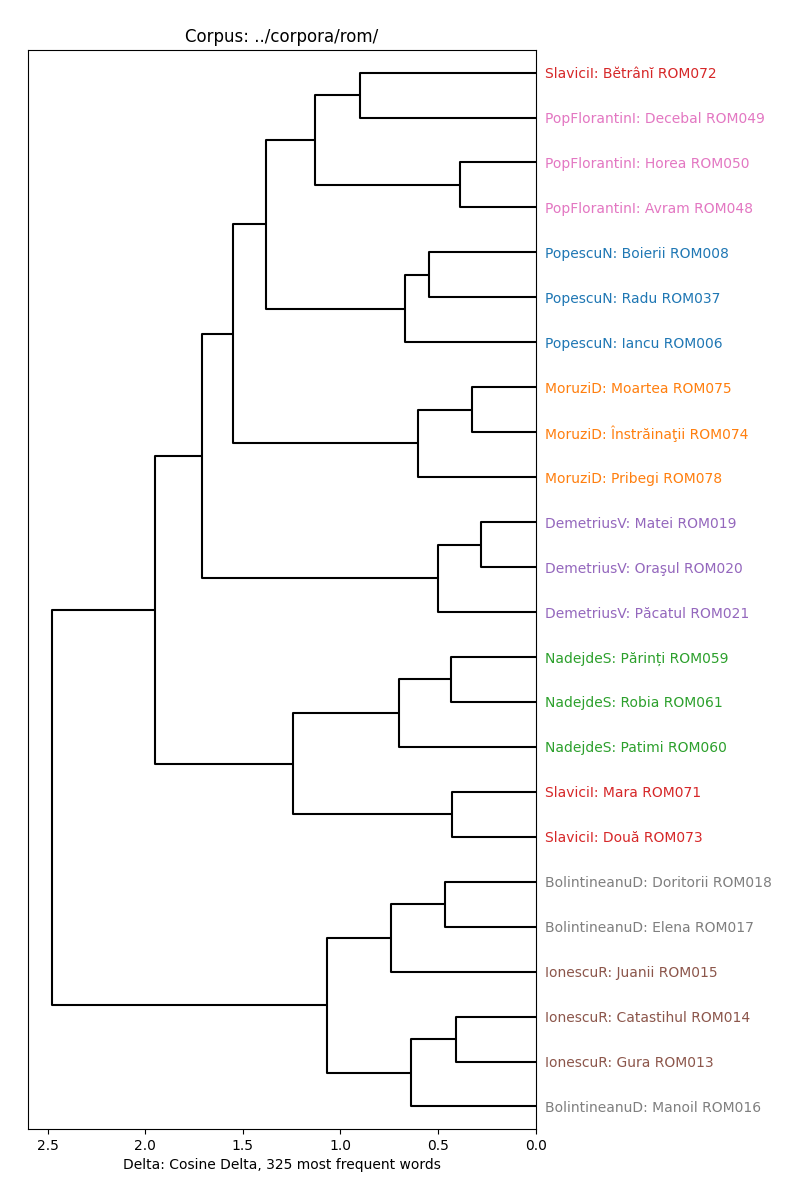 Corpus: ../corpora/rom/
SlaviciI: Bĕtrânĭ ROM072
PopFlorantinI: Decebal ROM049
PopFlorantinI: Horea ROM050
PopFlorantinI: Avram ROM048
PopescuN: Boierii ROM008
PopescuN: Radu ROM037
PopescuN: Iancu ROM006
MoruziD: Moartea ROM075
MoruziD: Înstrăinaţii ROM074
MoruziD: Pribegi ROM078
DemetriusV: Matei ROM019
DemetriusV: Oraşul ROM020
DemetriusV: Păcatul ROM021
NadejdeS: Părinți ROM059
NadejdeS: Robia ROM061
NadejdeS: Patimi ROM060
SlaviciI: Mara ROM071
SlaviciI: Două ROM073
BolintineanuD: Doritorii ROM018
BolintineanuD: Elena ROM017
IonescuR: Juanii ROM015
IonescuR: Catastihul ROM014
IonescuR: Gura ROM013
BolintineanuD: Manoil ROM016
2.5 2.0 1.5 1.0 0.5 0.0
Delta: Cosine Delta, 325 most frequent words